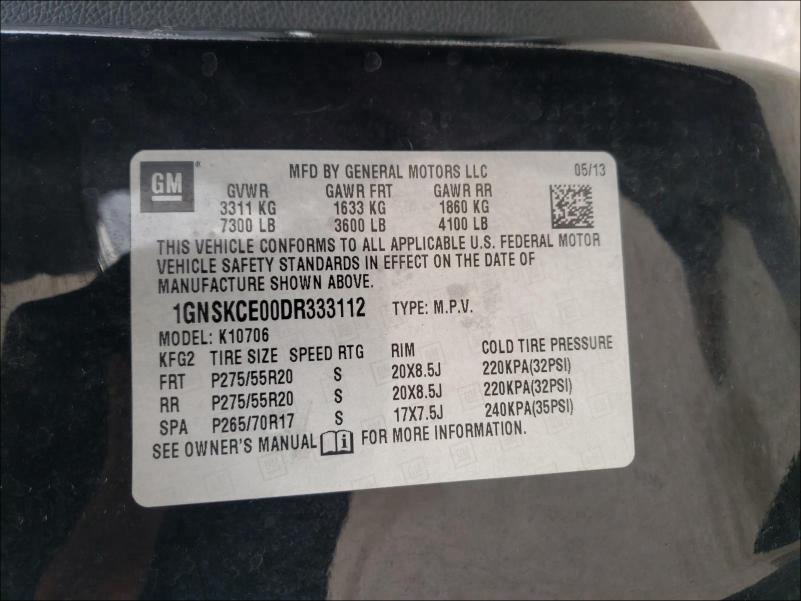 GM MFD BY GENERAL MOTORS LLC 05/13
GVWR GAWR FRT GAWR RR
3311 KG 1633 KG 1860 KG
7300 LB 3600 LB 4100 LB
THIS VEHICLE CONFORMS TO ALL APPLICABLE U.S. FEDERAL MOTOR
VEHICLE SAFETY STANDARDS IN EFFECT ON THE DATE OF
MANUFACTURE SHOWN ABOVE.
1GNSKCE00DR333112 TYPE: M.P.V.
MODEL: K10706
KFG2 TIRE SIZE SPEED RTG RIM COLD TIRE PRESSURE
FRT P275/55R20 S 20X8.5J 220KPA(32PSI)
RR P275/55R20 S 20X8.5J 220KPA(32PSI)
SPA P265/70R17 S 17X7.5J 240KPA(35PSI)
SEE OWNER'S MANUAL i FOR MORE INFORMATION.